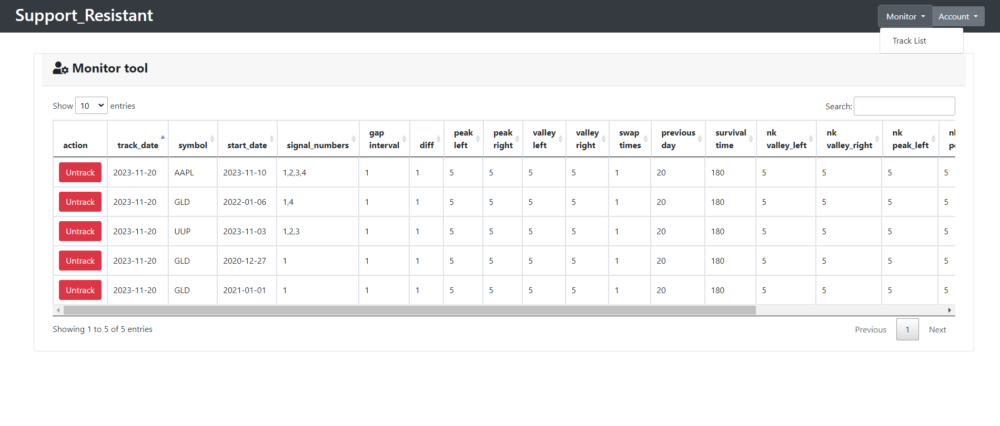 Support_Resistant
Monitor Account
Track List
Monitor tool
Show 10 entries
Search:
action track_date symbol start_date signal_numbers gap interval diff peak left peak right valley left valley right swap times previous day survival time nk valley_left nk valley_right nk peak_left
Untrack 2023-11-20 AAPL 2023-11-10 1,2,3,4 1 1 5 5 5 5 1 20 180 5 5 5 5
Untrack 2023-11-20 GLD 2022-01-06 1,4 1 1 5 5 5 5 1 20 180 5 5 5 5
Untrack 2023-11-20 UUP 2023-11-03 1,2,3 1 1 5 5 5 5 1 20 180 5 5 5 5
Untrack 2023-11-20 GLD 2020-12-27 1 1 1 5 5 5 5 1 20 180 5 5 5 5
Untrack 2023-11-20 GLD 2021-01-01 1 1 1 5 5 5 5 1 20 180 5 5 5 5
Showing 1 to 5 of 5 entries
Previous 1 Next